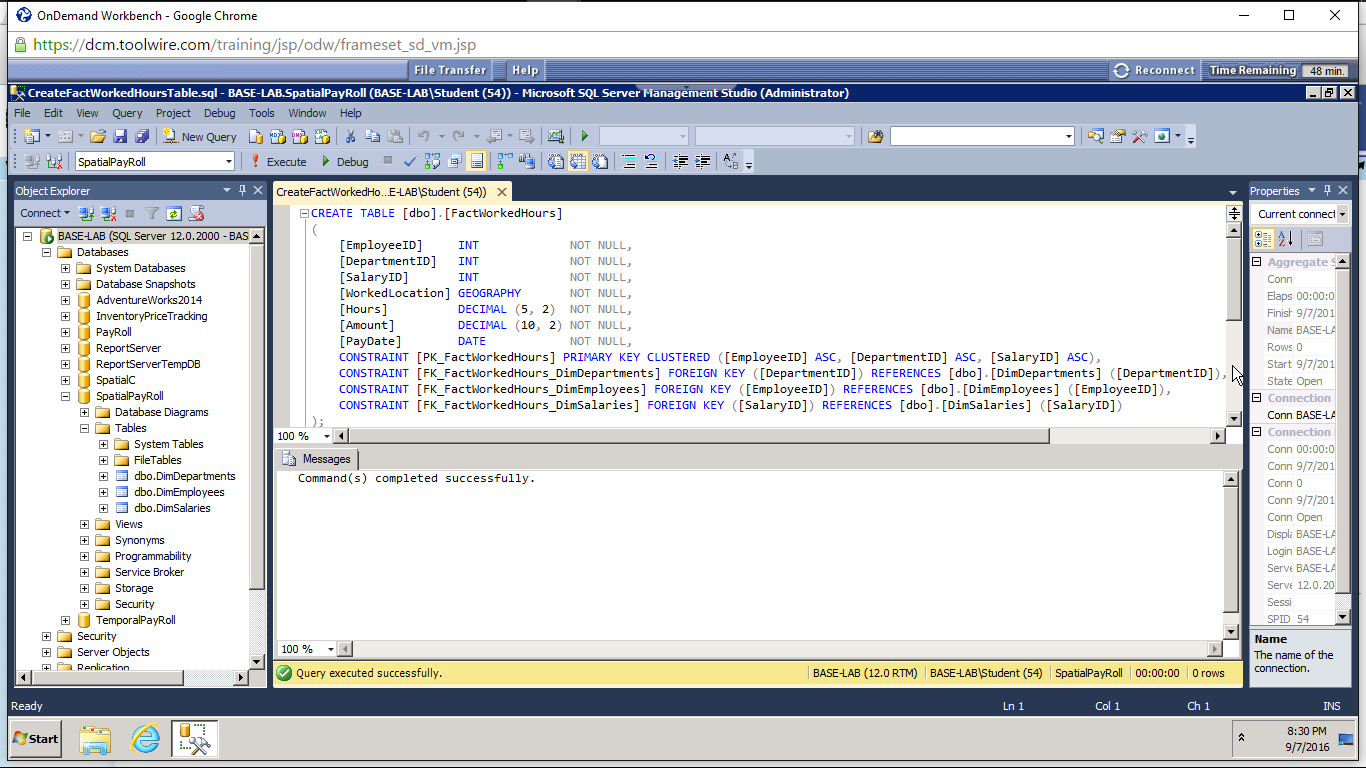 OnDemand Workbench - Google Chrome
https://dcm.toolwire.com/training/jsp/odw/frameset_sd_vm.jsp
File Transfer Help Reconnect Time Remaining 48 min.
CreateFactWorkedHoursTable.sql - BASE-LAB.SpatialPayRoll (BASE-LAB\Student (54)) - Microsoft SQL Server Management Studio (Administrator)
File Edit View Query Project Debug Tools Window Help
New Query
SpatialPayRoll Execute Debug
Object Explorer
Connect
BASE-LAB (SQL Server 12.0.2000 - BAS
Databases
System Databases
Database Snapshots
AdventureWorks2014
InventoryPriceTracking
PayRoll
ReportServer
ReportServerTempDB
SpatialC
SpatialPayRoll
Database Diagrams
Tables
System Tables
FileTables
dbo.DimDepartments
dbo.DimEmployees
dbo.DimSalaries
Views
Synonyms
Programmability
Service Broker
Storage
Security
TemporalPayRoll
Security
Server Objects
Replication
CreateFactWorkedHo...E-LAB\Student (54))
CREATE TABLE [dbo].[FactWorkedHours]
(
[EmployeeID] INT NOT NULL,
[DepartmentID] INT NOT NULL,
[SalaryID] INT NOT NULL,
[WorkedLocation] GEOGRAPHY NOT NULL,
[Hours] DECIMAL (5, 2) NOT NULL,
[Amount] DECIMAL (10, 2) NOT NULL,
[PayDate] DATE NOT NULL,
CONSTRAINT [PK_FactWorkedHours] PRIMARY KEY CLUSTERED ([EmployeeID] ASC, [DepartmentID] ASC, [SalaryID] ASC),
CONSTRAINT [FK_FactWorkedHours_DimDepartments] FOREIGN KEY ([DepartmentID]) REFERENCES [dbo].[DimDepartments] ([DepartmentID]),
CONSTRAINT [FK_FactWorkedHours_DimEmployees] FOREIGN KEY ([EmployeeID]) REFERENCES [dbo].[DimEmployees] ([EmployeeID]),
CONSTRAINT [FK_FactWorkedHours_DimSalaries] FOREIGN KEY ([SalaryID]) REFERENCES [dbo].[DimSalaries] ([SalaryID])
);
100 %
Messages
Command(s) completed successfully.
100 %
Query executed successfully. BASE-LAB (12.0 RTM) BASE-LAB\Student (54) SpatialPayRoll 00:00:00 0 rows
Properties
Current connect
Aggregate S
Conn
Elaps 00:00:0
Finish 9/7/201
Name BASE-LA
Rows 0
Start 9/7/201
State Open
Connection
Conn BASE-LA
Connection
Conn 00:00:0
Conn 9/7/201
Conn 0
Conn 9/7/201
Conn Open
Displa BASE-LA
Login BASE-LA
Serve BASE-LA
Serve 12.0.20
Sessi
SPID 54
Name
The name of the
connection.
Ready Ln 1 Col 1 Ch 1 INS
Start
8:30 PM
9/7/2016